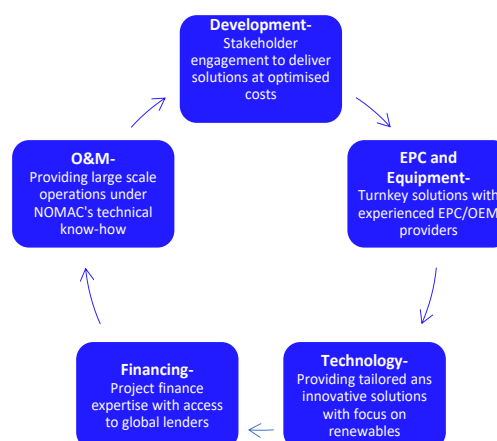 Development-
Stakeholder
engagement to deliver
solutions at optimised
costs
EPC and
Equipment-
Turnkey solutions with
experienced EPC/OEM
providers
Technology-
Providing tailored ans
innovative solutions
with focus on
renewables
Financing-
Project finance
expertise with access
to global lenders
O&M-
Providing large scale
operations under
NOMAC's technical
know-how